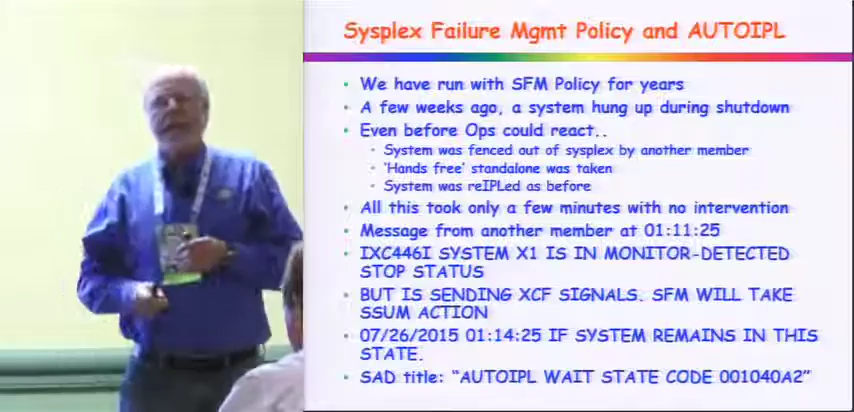 Sysplex Failure Mgmt Policy and AUTOIPL
We have run with SFM Policy for years
A few weeks ago, a system hung up during shutdown
Even before Ops could react..
System was fenced out of sysplex by another member
'Hands free' standalone was taken
System was reIPLed as before
All this took only a few minutes with no intervention
Message from another member at 01:11:25
IXC446I SYSTEM X1 IS IN MONITOR-DETECTED
STOP STATUS
BUT IS SENDING XCF SIGNALS. SFM WILL TAKE
SSUM ACTION
07/26/2015 01:14:25 IF SYSTEM REMAINS IN THIS
STATE.
SAD title: "AUTOIPL WAIT STATE CODE 001040A2"